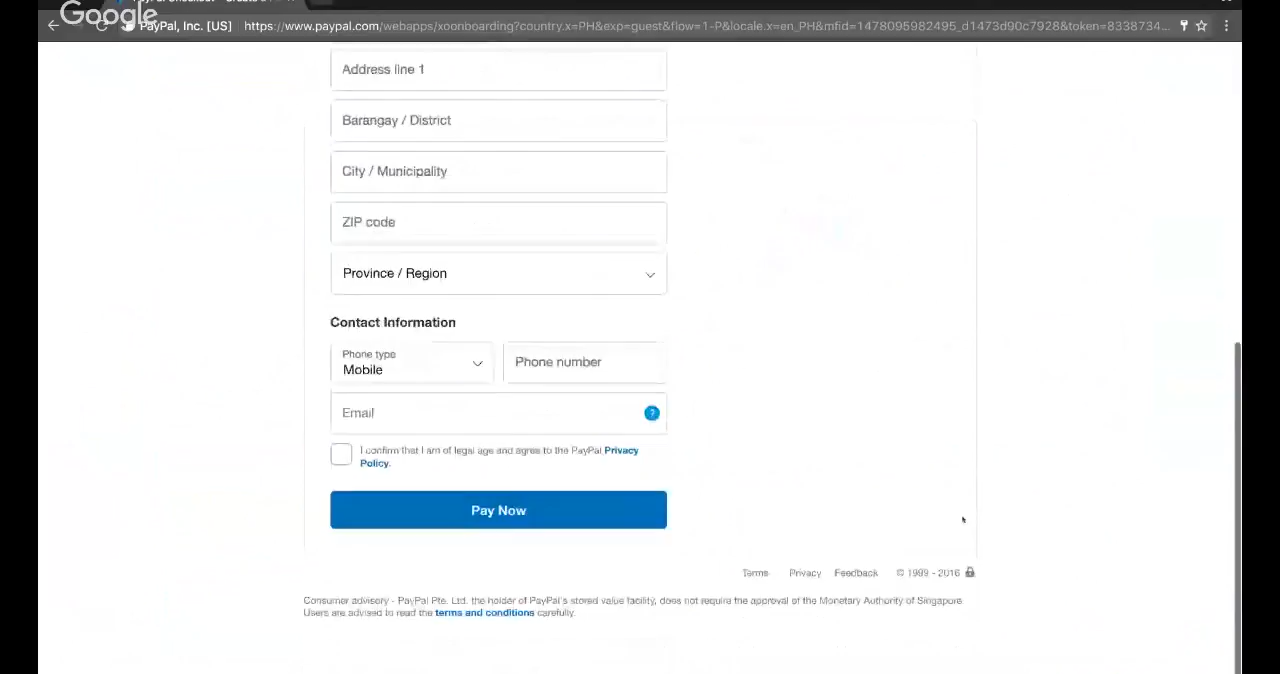 Google
PayPal, Inc. [US] https://www.paypal.com/webapps/xoonboarding?country.x=PH&exp=guest&flow=1-P&locale.x=en_PH&mfid=1478095982495_d1473d90c7928&token=8338734...
Address line 1
Barangay / District
City / Municipality
ZIP code
Province / Region
Contact Information
Phone type
Mobile
Phone number
Email
?
I confirm that I am of legal age and agree to the PayPal Privacy
Policy.
Pay Now
Terms Privacy Feedback © 1999 - 2016
Consumer advisory - PayPal Pte. Ltd. the holder of PayPal's stored value facility, does not require the approval of the Monetary Authority of Singapore.
Users are advised to read the terms and conditions carefully.